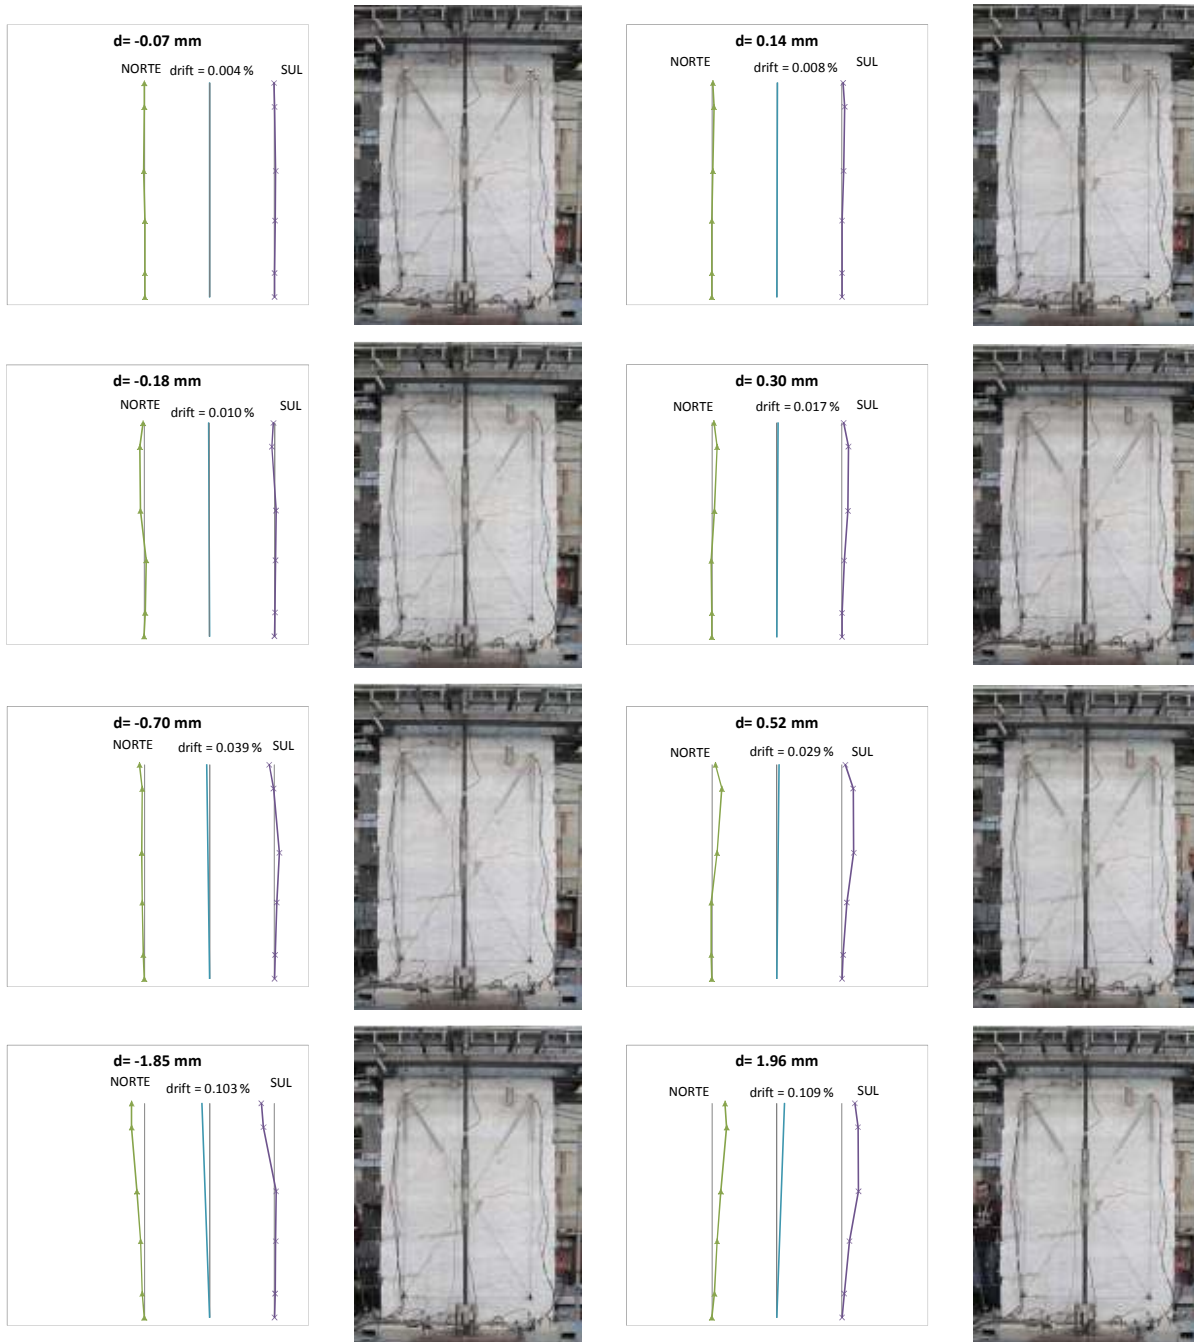 d= -0.07 mm
NORTE drift = 0.004 % SUL
d= 0.14 mm
NORTE drift = 0.008 % SUL
d= -0.18 mm
NORTE drift = 0.010 % SUL
d= 0.30 mm
NORTE drift = 0.017 % SUL
d= -0.70 mm
NORTE drift = 0.039 % SUL
d= 0.52 mm
NORTE drift = 0.029 % SUL
d= -1.85 mm
NORTE drift = 0.103 % SUL
d= 1.96 mm
NORTE drift = 0.109 % SUL